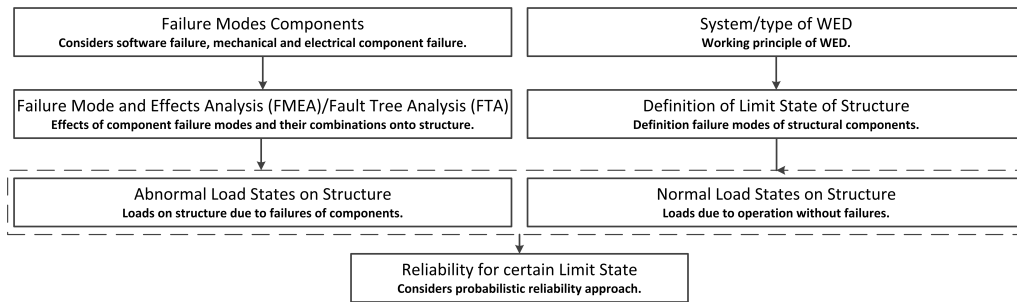 Failure Modes Components
Considers software failure, mechanical and electrical component failure.
System/type of WED
Working principle of WED.
Failure Mode and Effects Analysis (FMEA)/Fault Tree Analysis (FTA)
Effects of component failure modes and their combinations onto structure.
Definition of Limit State of Structure
Definition failure modes of structural components.
Abnormal Load States on Structure
Loads on structure due to failures of components.
Normal Load States on Structure
Loads due to operation without failures.
Reliability for certain Limit State
Considers probabilistic reliability approach.